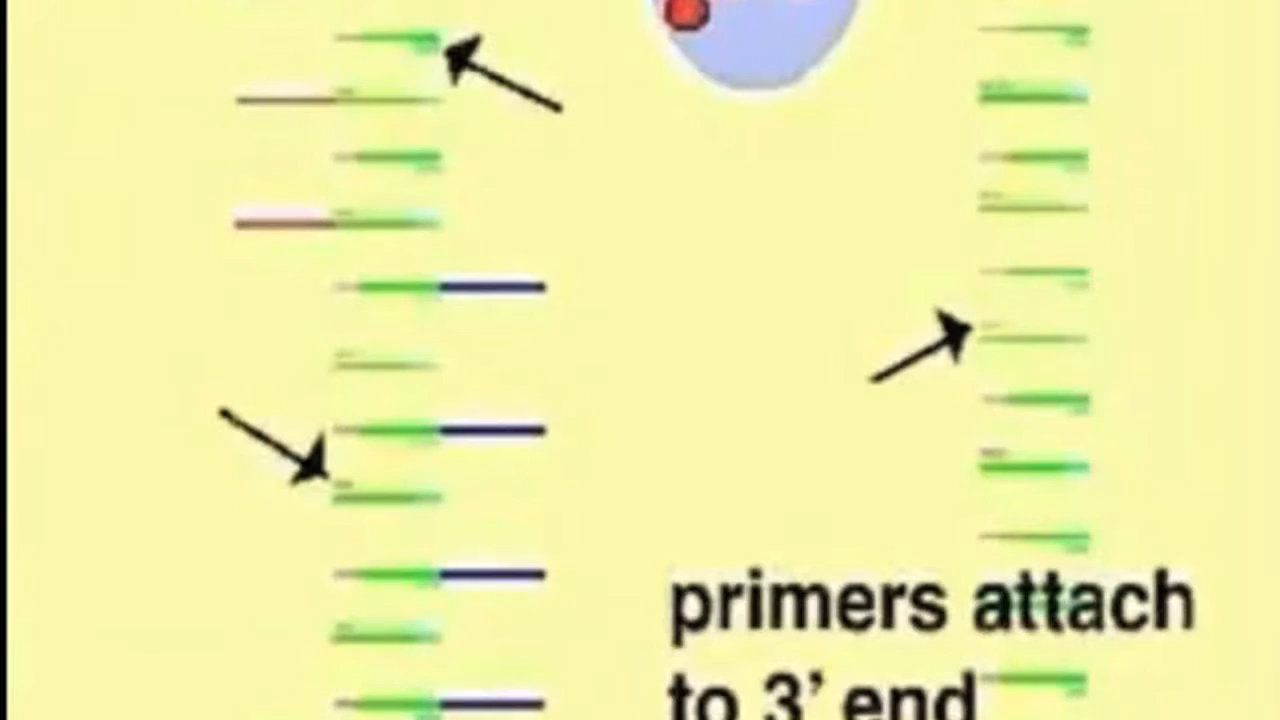 primers attach
to 3’ end